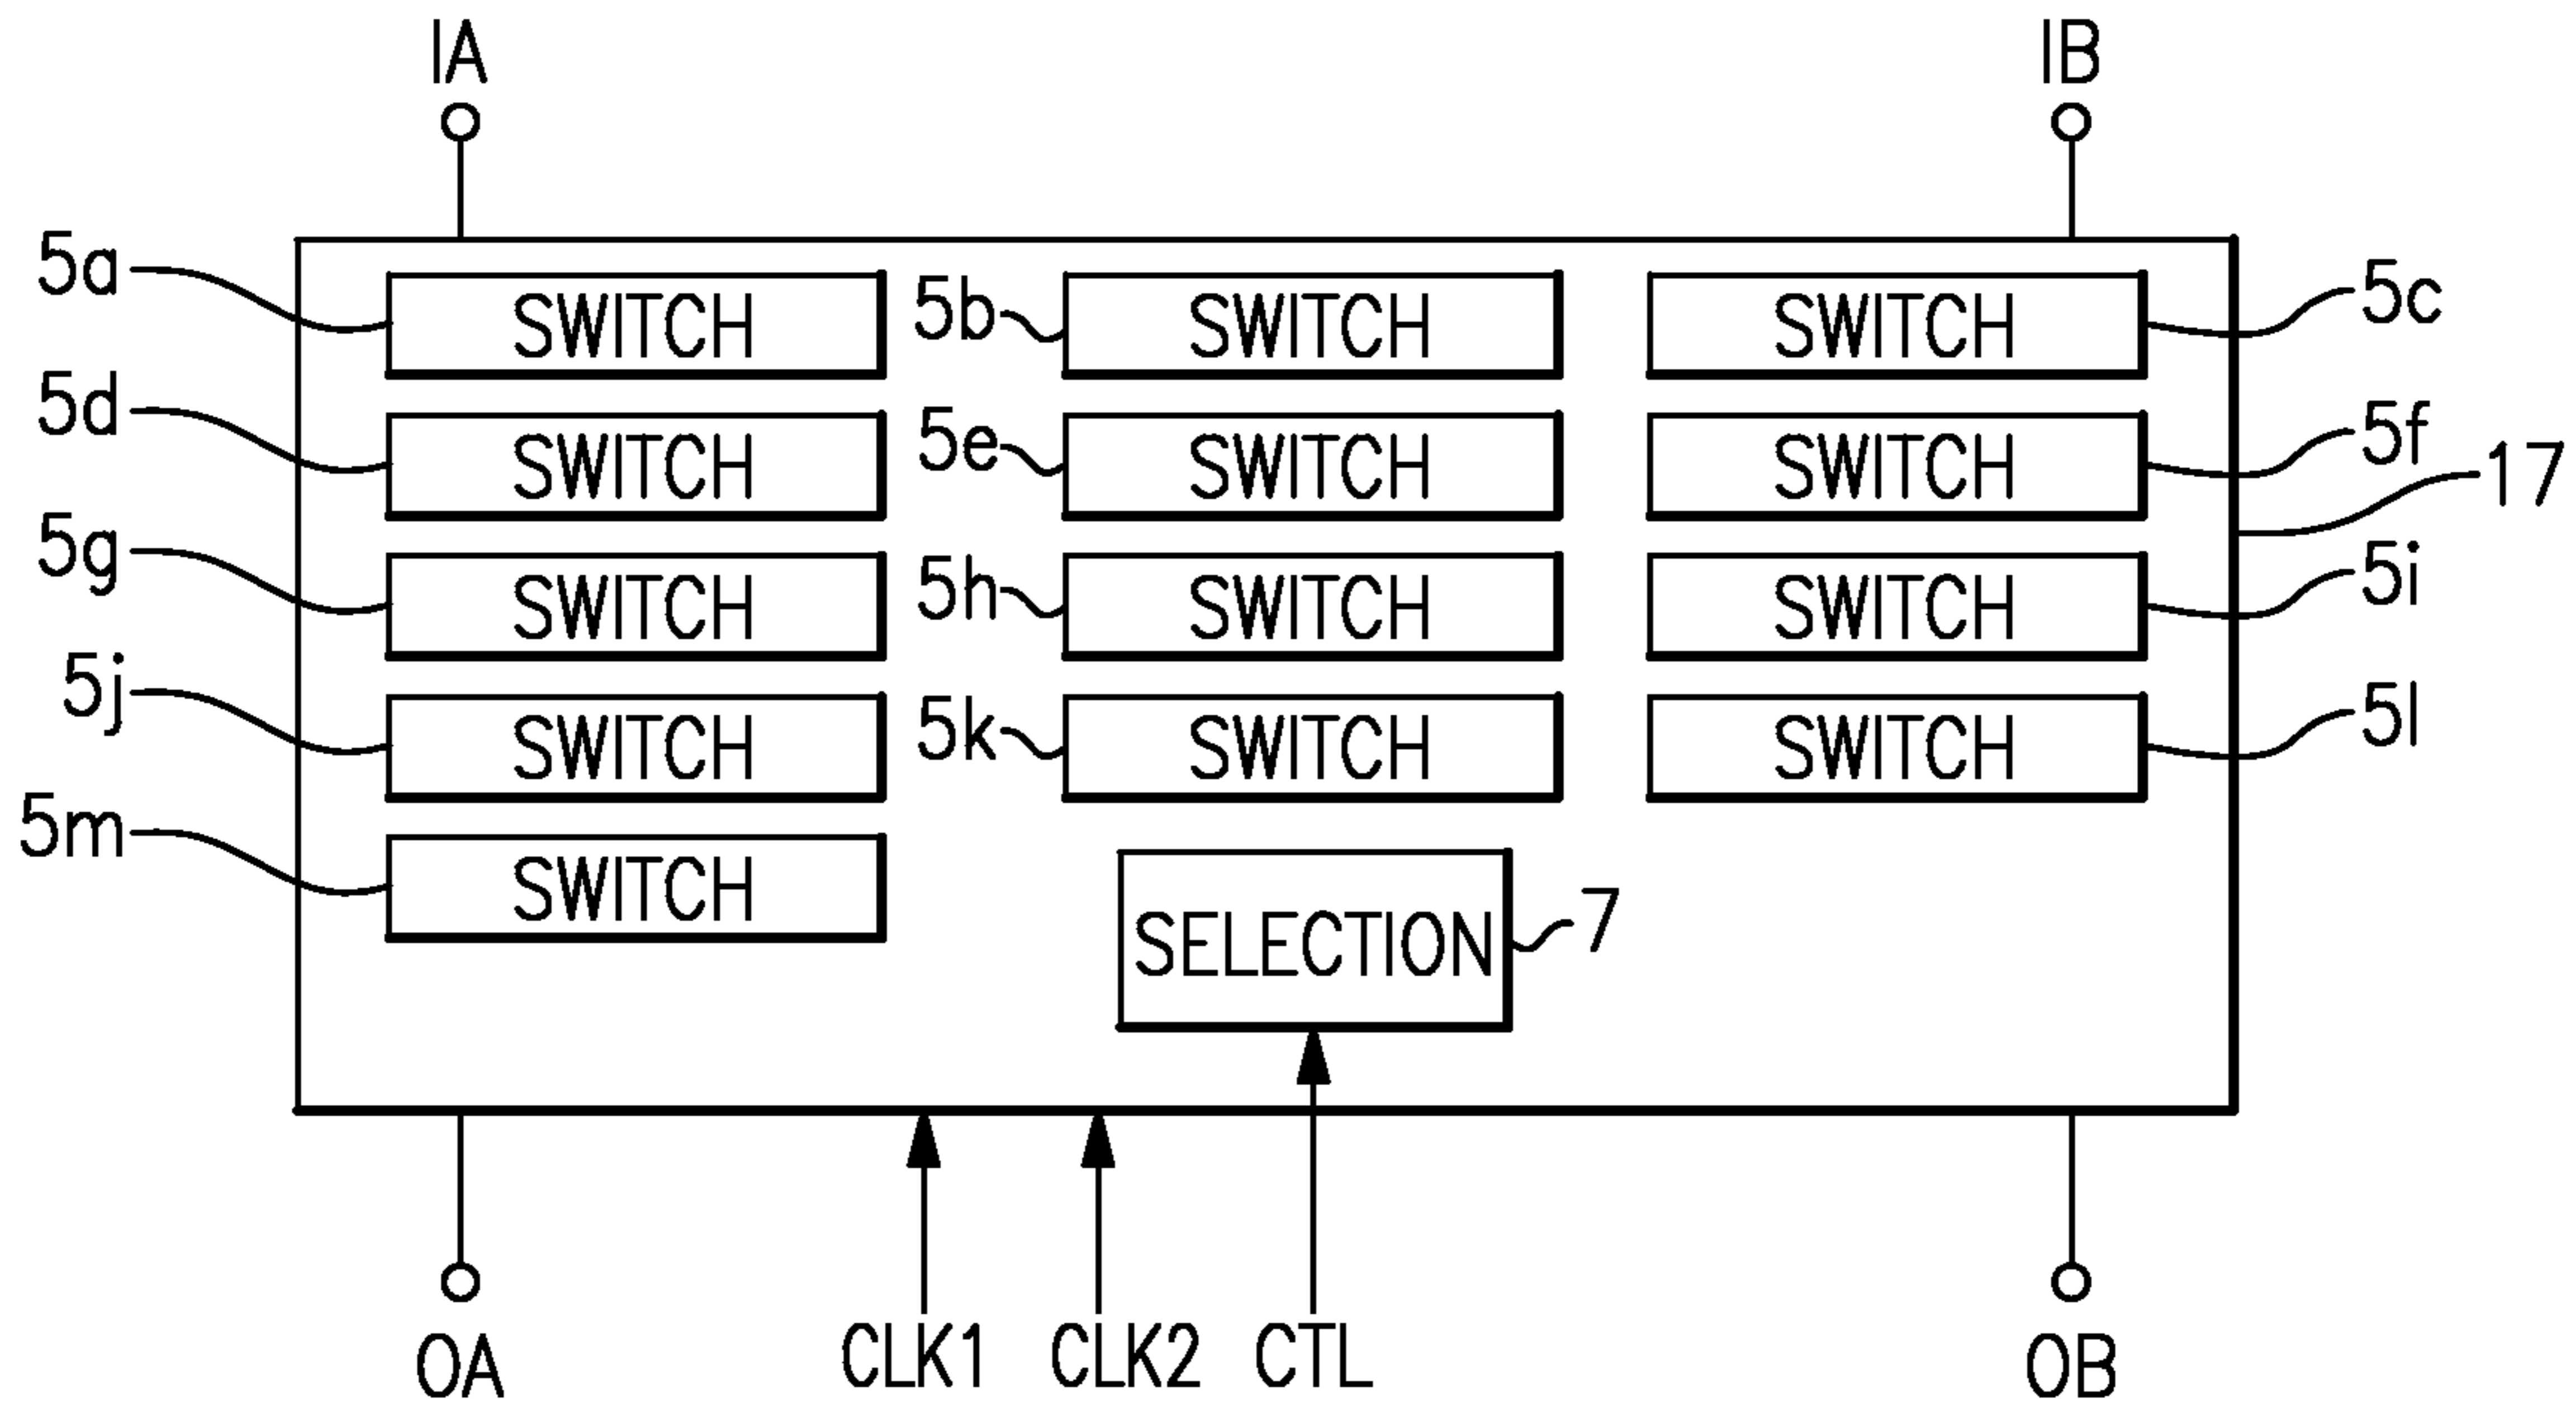 IA IB
5a SWITCH 5b SWITCH SWITCH 5c
5d SWITCH 5e SWITCH SWITCH 5f
17
5g SWITCH 5h SWITCH SWITCH 5i
5j SWITCH 5k SWITCH SWITCH 5l
5m SWITCH
SELECTION 7
OA CLK1 CLK2 CTL OB